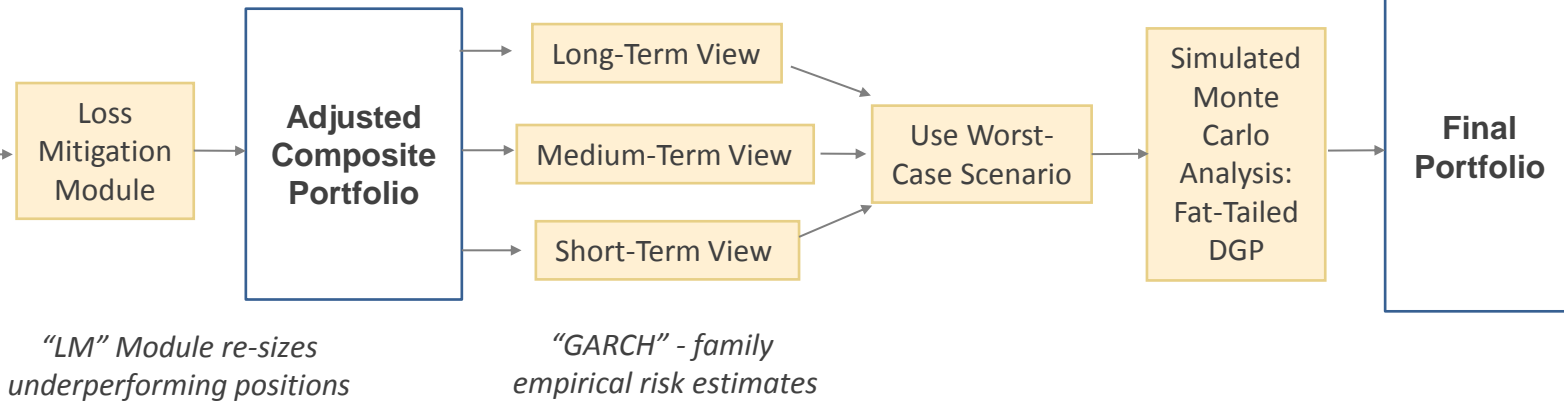 Loss
Mitigation
Module
Adjusted
Composite
Portfolio
Long-Term View
Medium-Term View
Short-Term View
Use Worst-
Case Scenario
Simulated
Monte
Carlo
Analysis:
Fat-Tailed
DGP
Final
Portfolio
“LM” Module re-sizes
underperforming positions
“GARCH” - family
empirical risk estimates